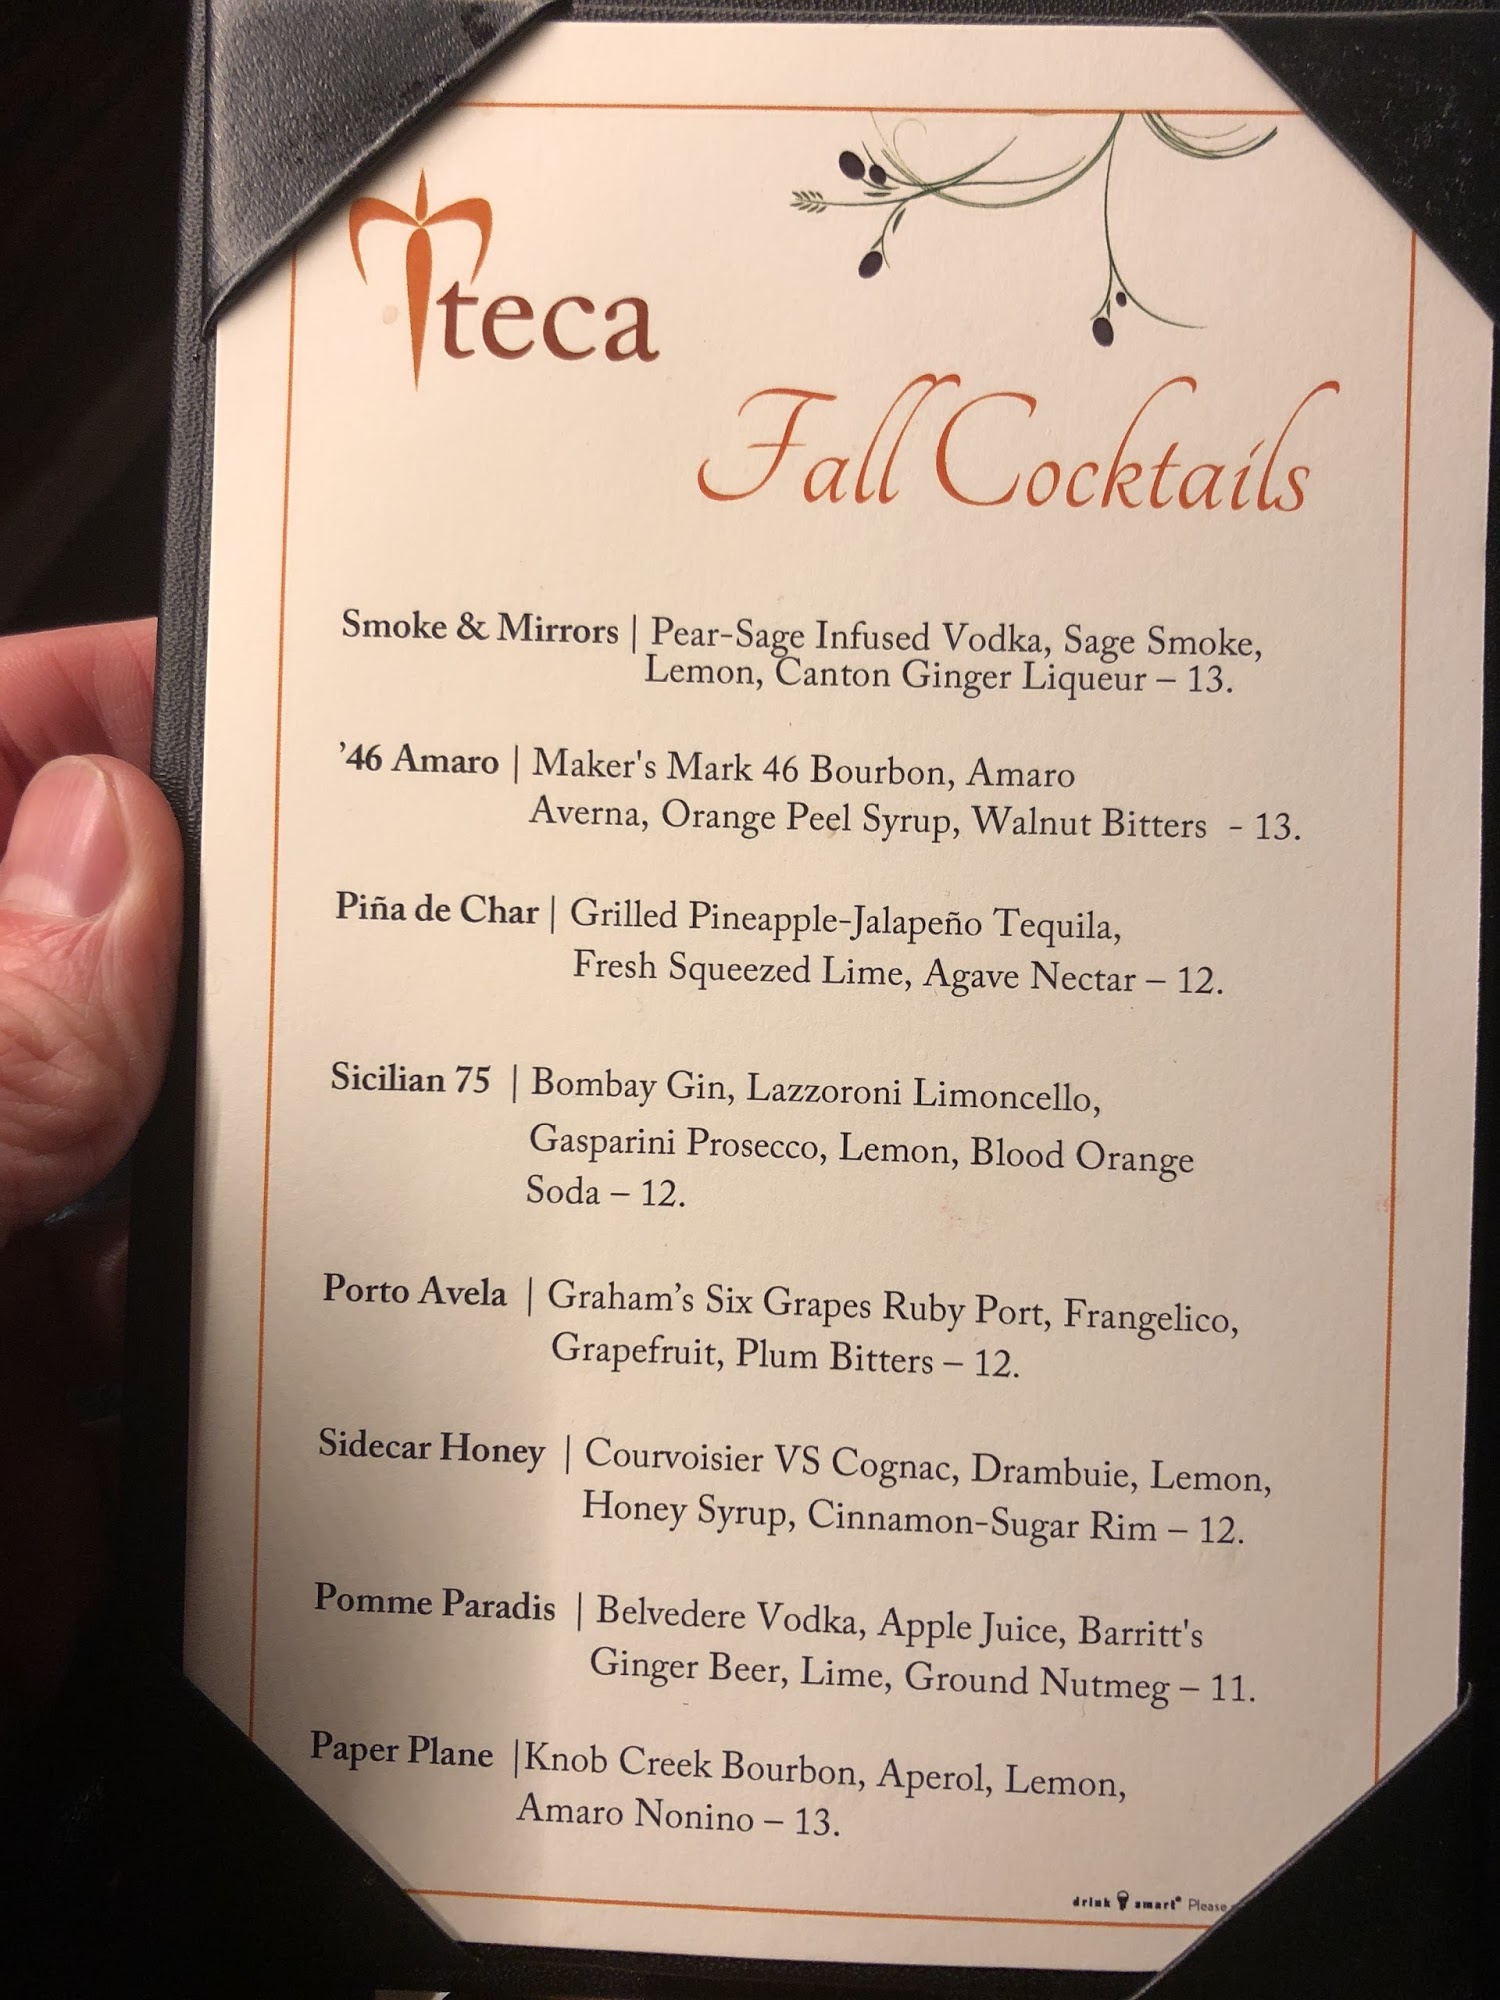 teca
Fall Cocktails
Smoke & Mirrors | Pear-Sage Infused Vodka, Sage Smoke,
Lemon, Canton Ginger Liqueur – 13.
’46 Amaro | Maker's Mark 46 Bourbon, Amaro
Averna, Orange Peel Syrup, Walnut Bitters - 13.
Piña de Char | Grilled Pineapple-Jalapeño Tequila,
Fresh Squeezed Lime, Agave Nectar – 12.
Sicilian 75 | Bombay Gin, Lazzoroni Limoncello,
Gasparini Prosecco, Lemon, Blood Orange
Soda – 12.
Porto Avela | Graham’s Six Grapes Ruby Port, Frangelico,
Grapefruit, Plum Bitters – 12.
Sidecar Honey | Courvoisier VS Cognac, Drambuie, Lemon,
Honey Syrup, Cinnamon-Sugar Rim – 12.
Pomme Paradis | Belvedere Vodka, Apple Juice, Barritt's
Ginger Beer, Lime, Ground Nutmeg – 11.
Paper Plane |Knob Creek Bourbon, Aperol, Lemon,
Amaro Nonino – 13.
drink smart® Please